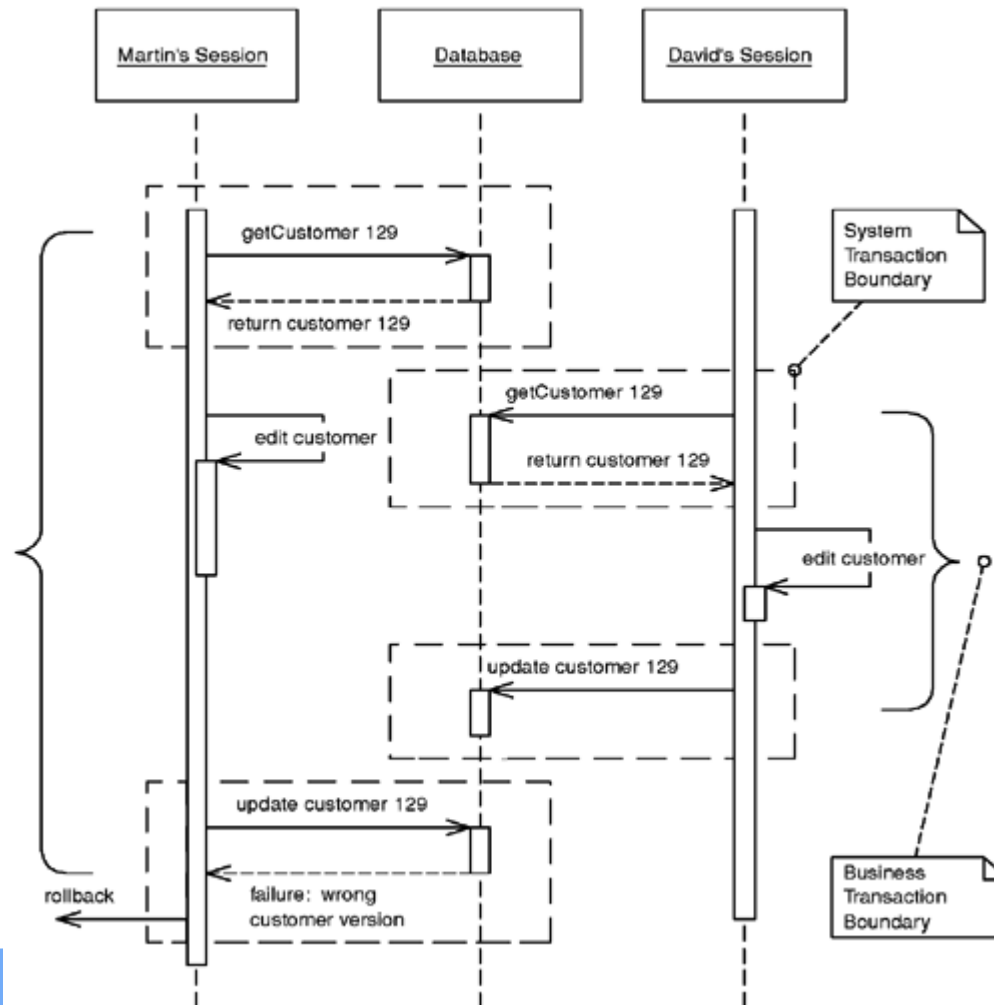 Martin's Session
Database
David's Session
getCustomer 129
return customer 129
System
Transaction
Boundary
getCustomer 129
edit customer
return customer 129
edit customer
update customer 129
update customer 129
failure: wrong
customer version
rollback
Business
Transaction
Boundary